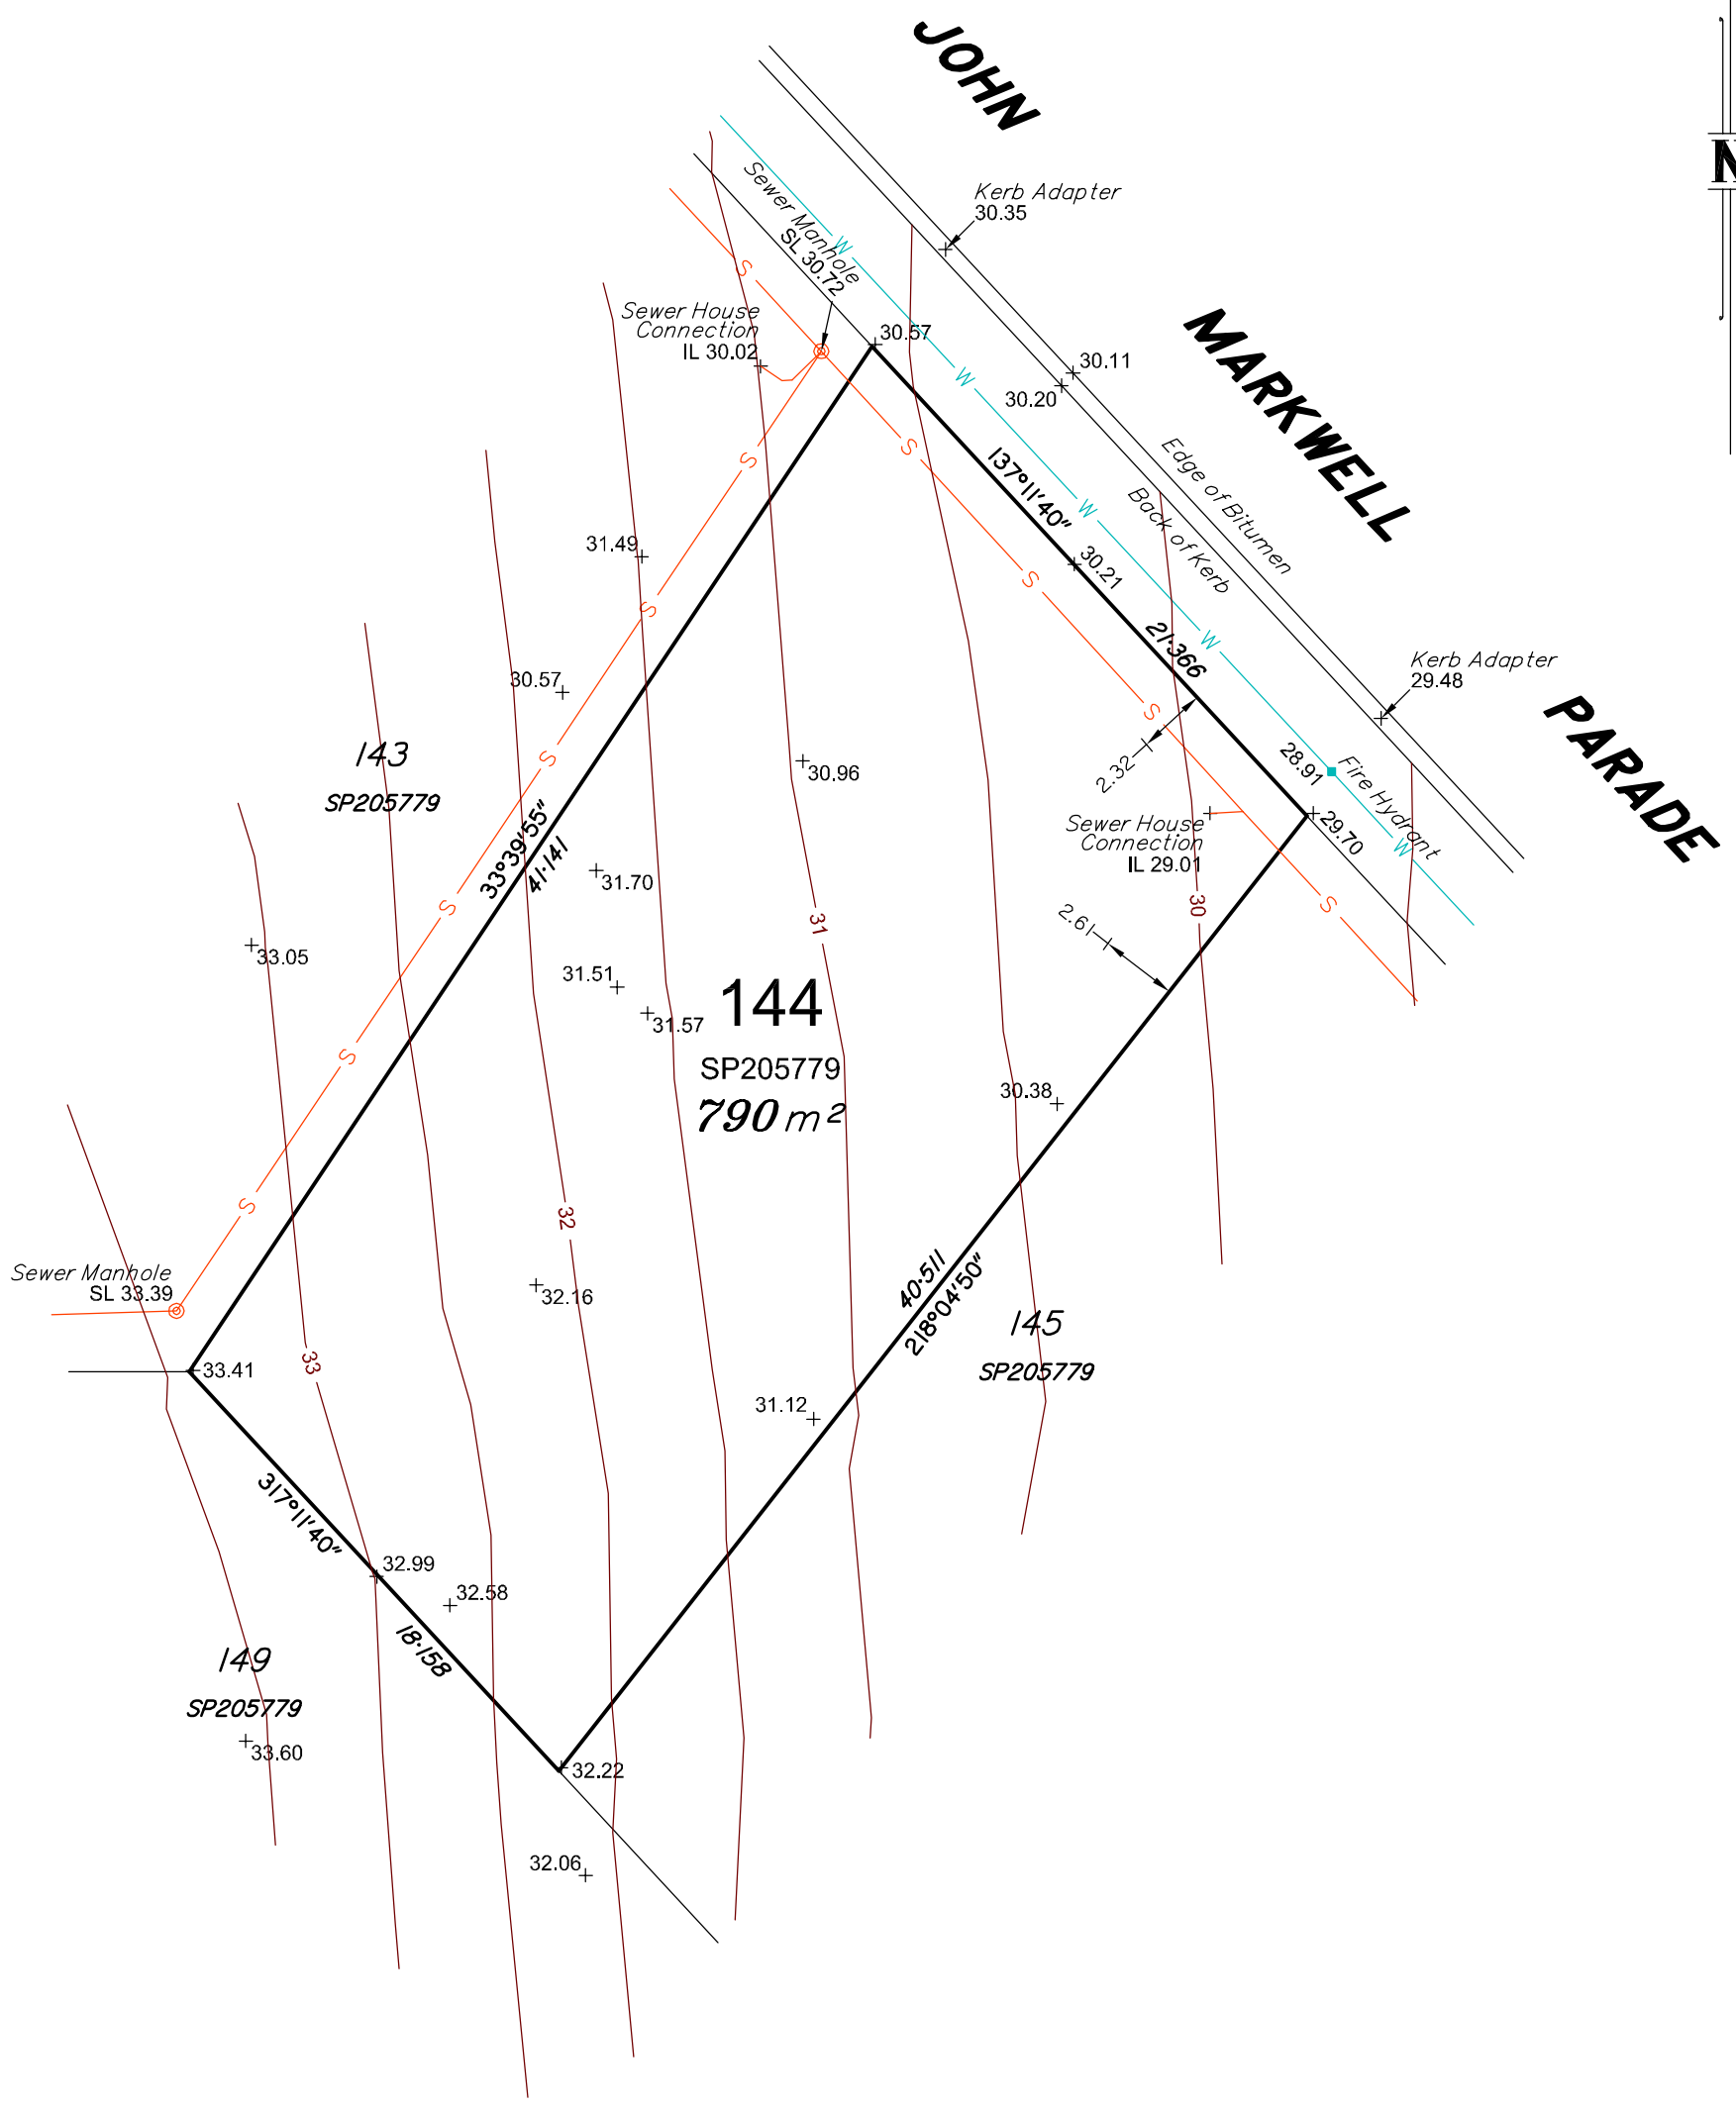 JOHN
MARKWELL
PARADE
N
Kerb Adapter
30.35
Sewer Manhole
SL 30.72
W
S
Sewer House
Connection
IL 30.02
30.57
30.11
30.20
W
S
S
137°11'40"
Edge of Bitumen
Back of Kerb
W
31.49
30.21
S
S
21·366
W
Kerb Adapter
29.48
30.57
S
2.32
28.91
Fire Hydrant
W
143
SP205779
S
30.96
29.70
Sewer House
Connection
IL 29.01
33°39'55"
41·141
31.70
S
31
2.61
30
S
33.05
31.51
31.57
144
SP205779
790 m²
S
30.38
S
32
Sewer Manhole
SL 33.39
32.16
40·511
218°04'50"
145
SP205779
33.41
33
31.12
317°11'40"
32.99
32.58
18·158
149
SP205779
33.60
32.22
32.06